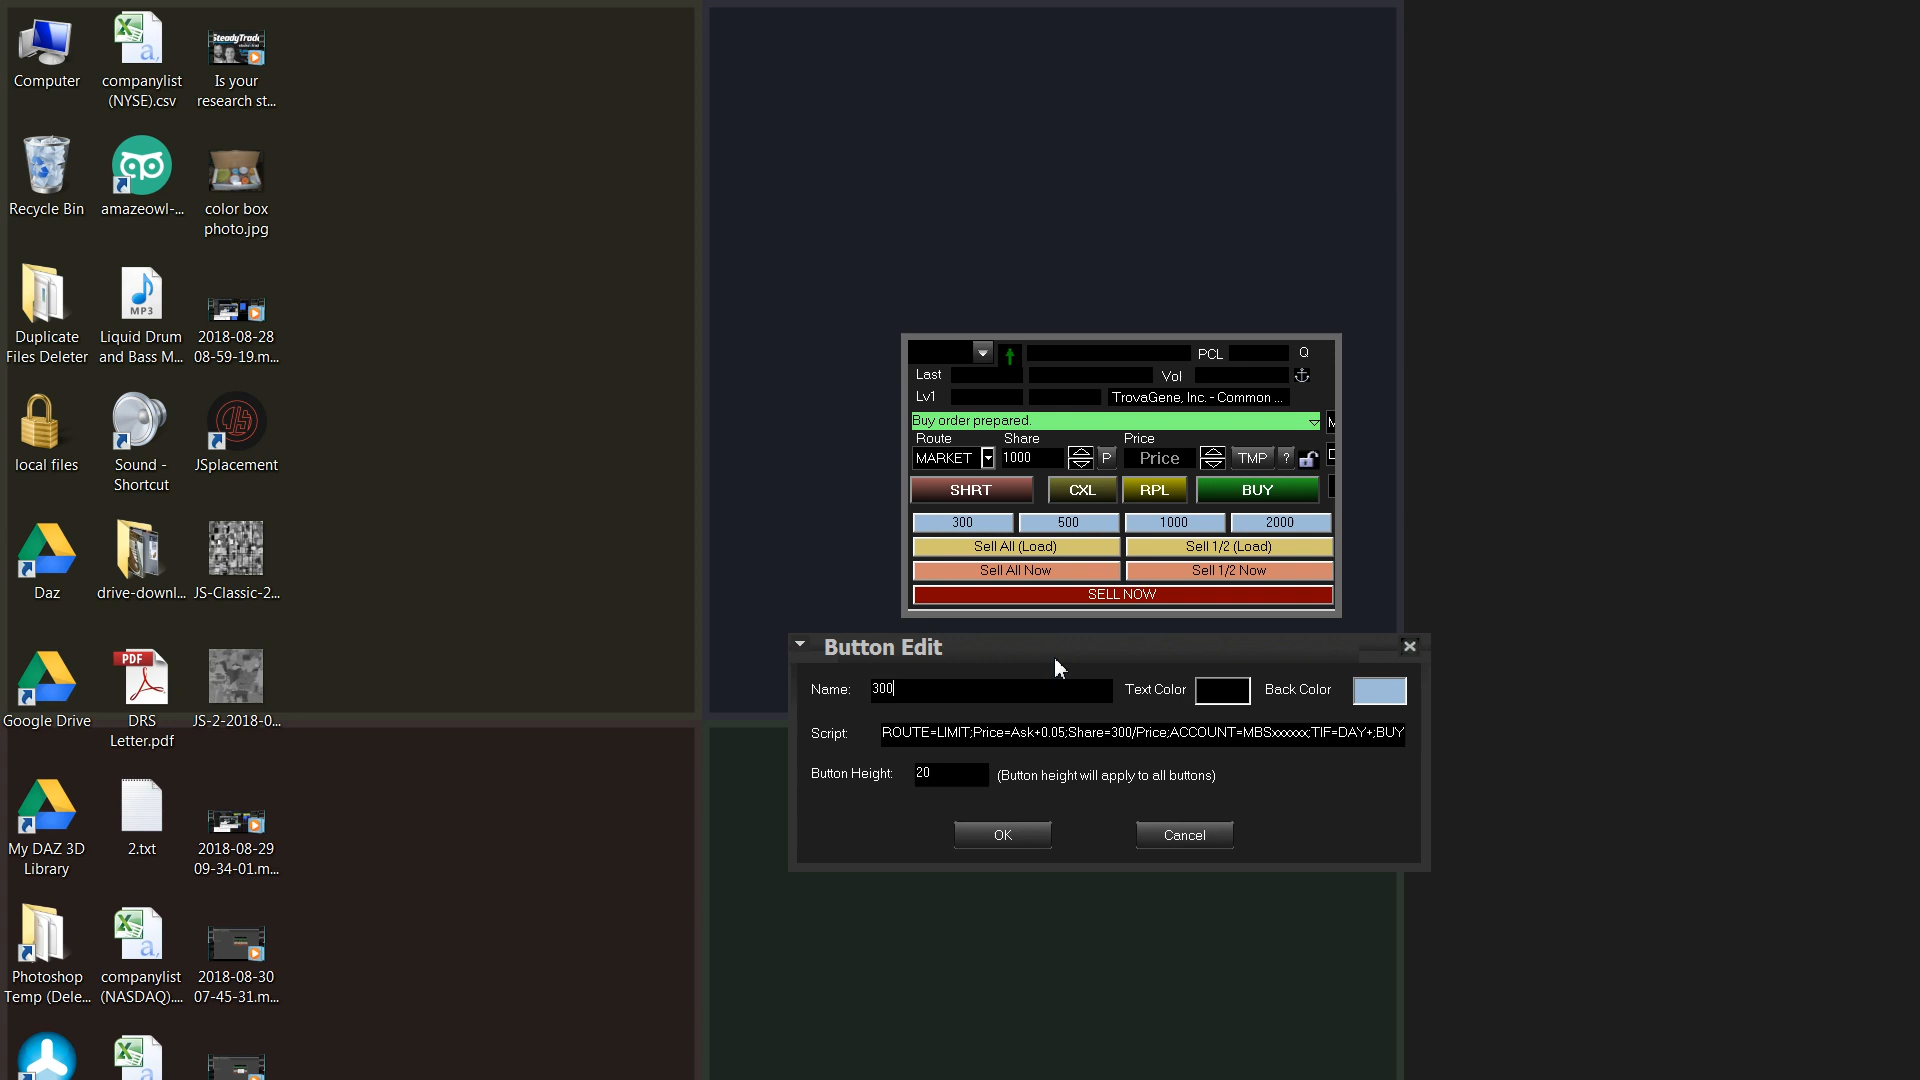 Computer
companylist
(NYSE).csv
SteadyTrade
Is your
research st...
Recycle Bin
amazeowl-...
color box
photo.jpg
Duplicate
Files Deleter
MP3
Liquid Drum
and Bass M...
2018-08-28
08-59-19.m...
local files
Sound -
Shortcut
JSplacement
Daz
drive-downl...
JS-Classic-2...
Google Drive
PDF
DRS
Letter.pdf
JS-2-2018-0...
My DAZ 3D
Library
2.txt
2018-08-29
09-34-01.m...
Photoshop
Temp (Dele...
companylist
(NASDAQ)....
2018-08-30
07-45-31.m...
PCL Q
Last Vol
Lv1 TrovaGene, Inc. - Common ...
Buy order prepared.
Route Share Price
MARKET 1000 P Price TMP ?
SHRT CXL RPL BUY
300 500 1000 2000
Sell All (Load) Sell 1/2 (Load)
Sell All Now Sell 1/2 Now
SELL NOW
Button Edit
Name: 300 Text Color Back Color
Script: ROUTE=LIMIT;Price=Ask+0.05;Share=300/Price;ACCOUNT=MBSxxxxxx;TIF=DAY+;BUY
Button Height: 20 (Button height will apply to all buttons)
OK Cancel